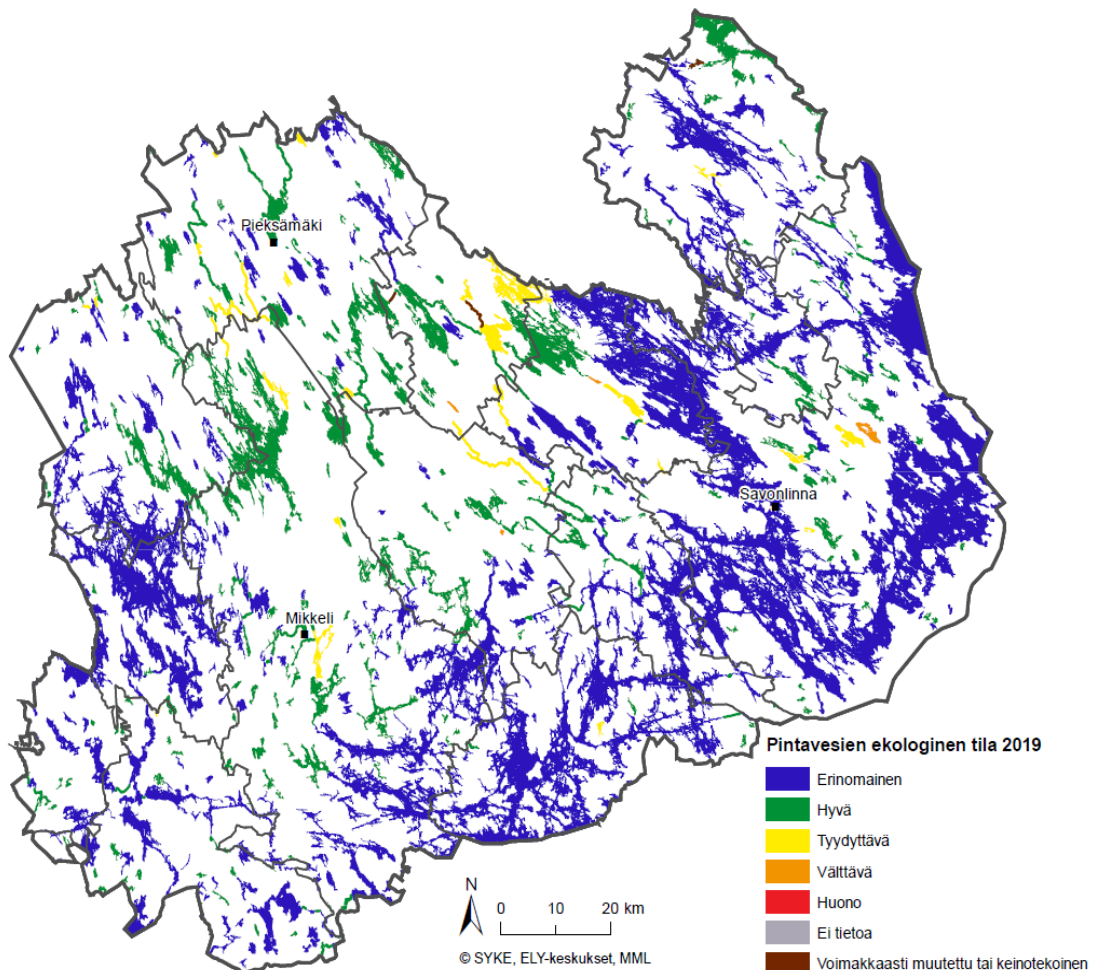 Pieksämäki
Savonlinna
Mikkeli
Pintavesien ekologinen tila 2019
Erinomainen
Hyvä
Tyydyttävä
Välttävä
Huono
Ei tietoa
Voimakkaasti muutettu tai keinotekoinen
N
0 10 20 km
© SYKE, ELY-keskukset, MML